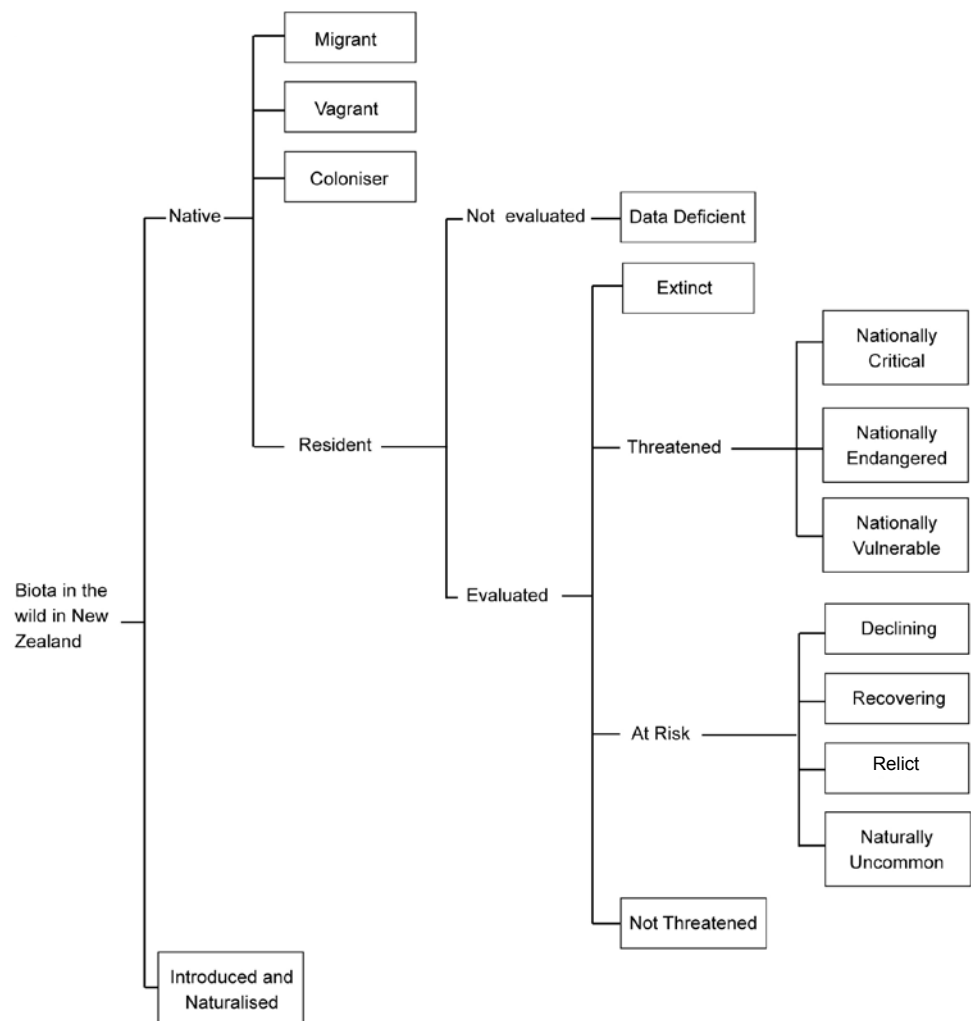 Migrant
Vagrant
Coloniser
Native
Not evaluated
Data Deficient
Extinct
Nationally
Critical
Resident
Threatened
Nationally
Endangered
Nationally
Vulnerable
Biota in the
wild in New
Zealand
Evaluated
Declining
Recovering
At Risk
Relict
Naturally
Uncommon
Not Threatened
Introduced and
Naturalised